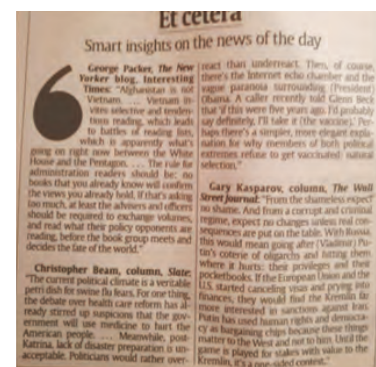 Et cetera
Smart insights on the news of the day
George Packer, The New
Yorker blog, Interesting
Times: "Afghanistan is not
Vietnam. .... Vietnam in-
vites selective and tenden-
tious reading, which leads
to battles of reading lists,
which is apparently what's
going on right now between the White
House and the Pentagon. .... The rule for
administration readers should be: no
books that you already know will confirm
the views you already hold. If that's asking
too much, at least the advisers and officers
should be required to exchange volumes,
and read what their policy opponents are
reading, before the book group meets and
decides the fate of the world."
Christopher Beam, column, Slate:
"The current political climate is a veritable
petri dish for swine flu fears. For one thing,
the debate over health care reform has al-
ready stirred up suspicions that the gov-
ernment will use medicine to hurt the
American people. .... Meanwhile, post-
Katrina, lack of disaster preparation is un-
acceptable. Politicians would rather over-
react than underreact. Then, of course,
there's the Internet echo chamber and the
vague paranoia surrounding (President)
Obama. A caller recently told Glenn Beck
that 'if this were five years ago, I'd probably
say definitely, I'll take it (the vaccine).' Per-
haps there's a simpler, more elegant expla-
nation for why members of both political
extremes refuse to get vaccinated: natural
selection."
Gary Kasparov, column, The Wall
Street Journal: "From the shameless expect
no shame. And from a corrupt and criminal
regime, expect no changes unless real con-
sequences are put on the table. With Russia,
this would mean going after (Vladimir) Pu-
tin's coterie of oligarchs and hitting them
where it hurts: their privileges and their
pocketbooks. If the European Union and the
U.S. started canceling visas and prying into
finances, they would find the Kremlin far
more interested in sanctions against Iran.
Putin has used human rights and democra-
cy as bargaining chips because these things
matter to the West and not to him. Until the
game is played for stakes with value to the
Kremlin, it's a one-sided contest."